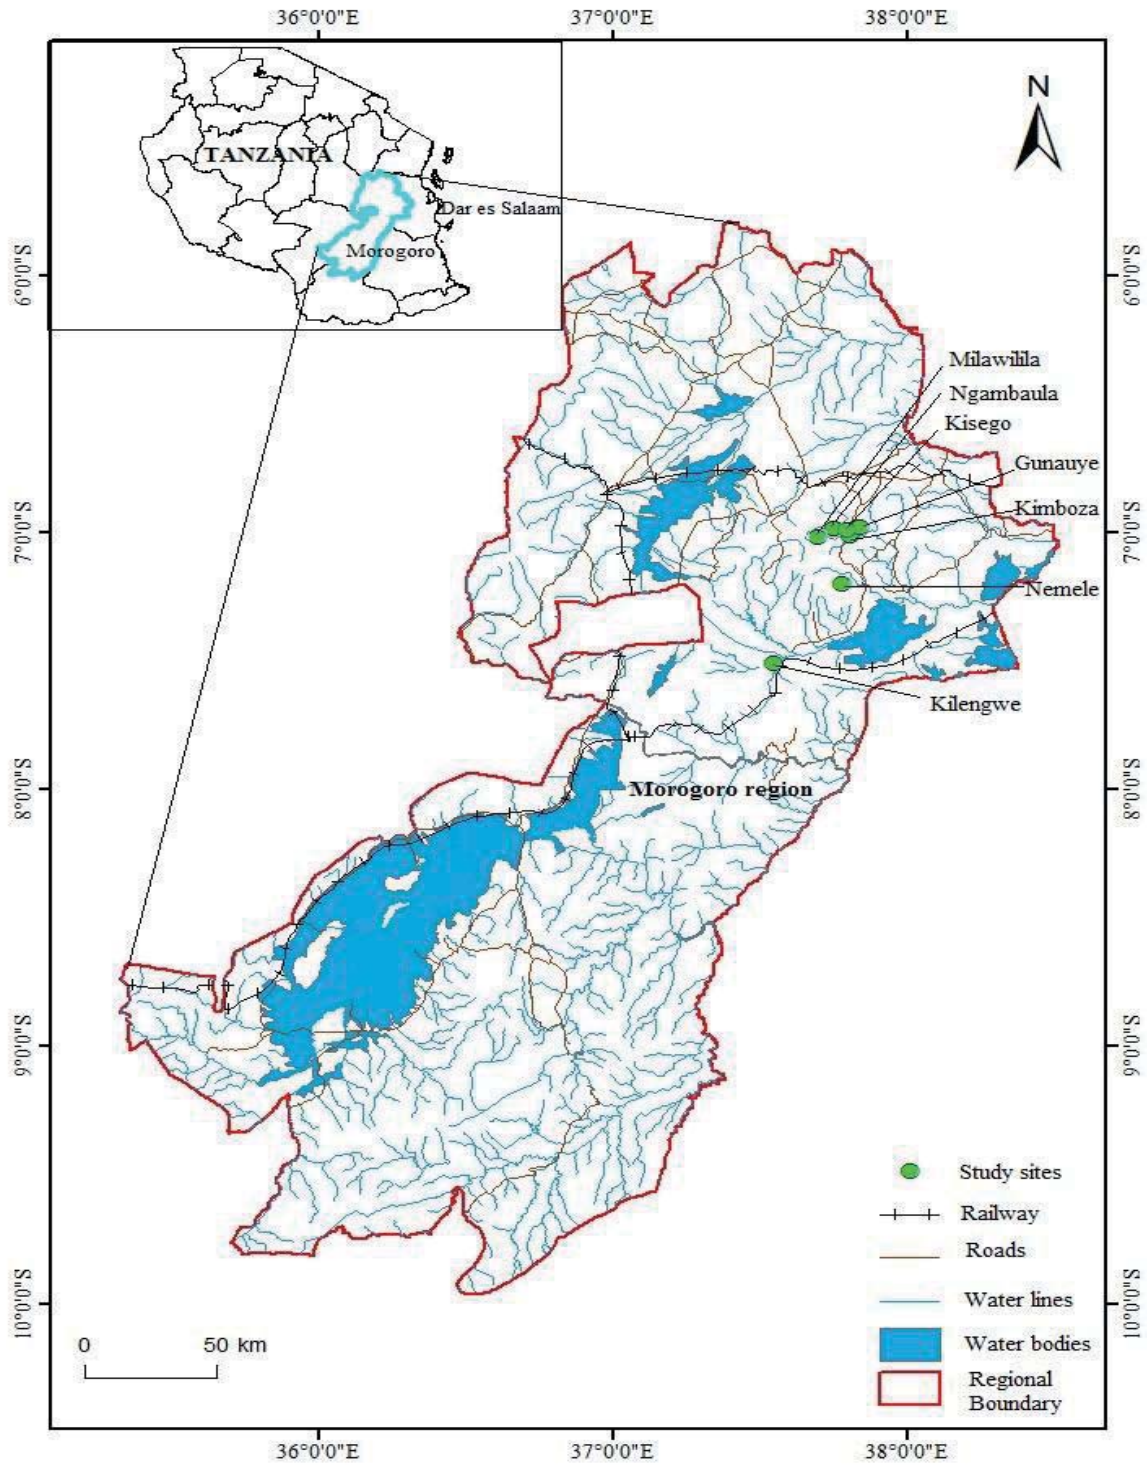 36°0'0"E 37°0'0"E 38°0'0"E
N
TANZANIA
Dar es Salaam
Morogoro
6°0'0"S 6°0'0"S
Milawilila
Ngambaula
Kisego
Gunauye
Kimboza
7°0'0"S 7°0'0"S
Nemele
Kilengwe
8°0'0"S 8°0'0"S
Morogoro region
9°0'0"S 9°0'0"S
Study sites
Railway
Roads
10°0'0"S 10°0'0"S
Water lines
0 50 km
Water bodies
Regional
Boundary
36°0'0"E 37°0'0"E 38°0'0"E